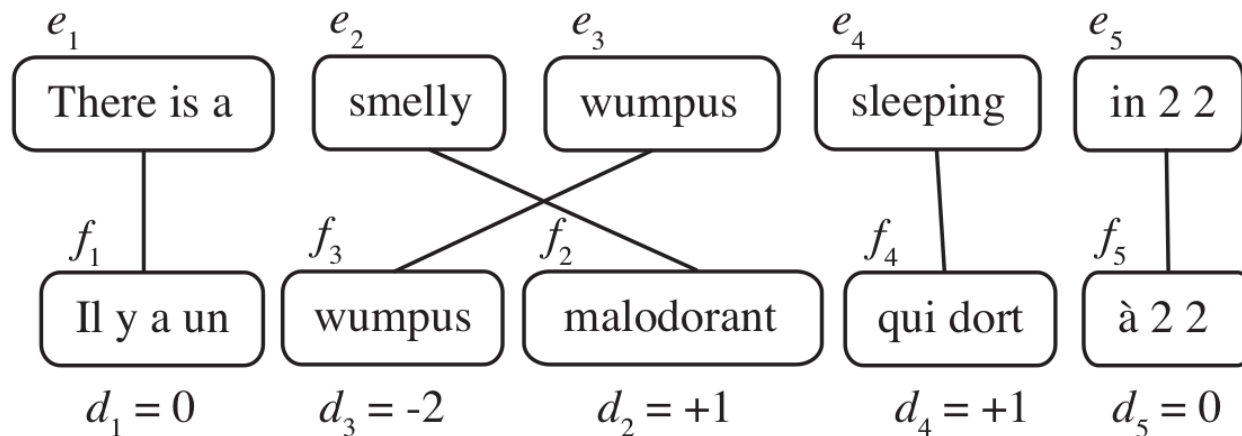 e₁ e₂ e₃ e₄ e₅
There is a smelly wumpus sleeping in 2 2
f₁ f₃ f₂ f₄ f₅
Il y a un wumpus malodorant qui dort à 2 2
d₁ = 0 d₃ = -2 d₂ = +1 d₄ = +1 d₅ = 0